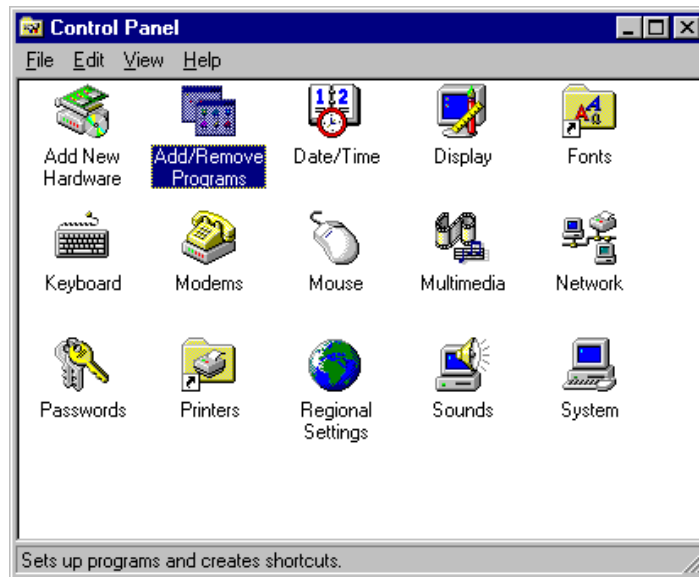 Control Panel
File Edit View Help
Add New Hardware
Add/Remove Programs
Date/Time
Display
Fonts
Keyboard
Modems
Mouse
Multimedia
Network
Passwords
Printers
Regional Settings
Sounds
System
Sets up programs and creates shortcuts.